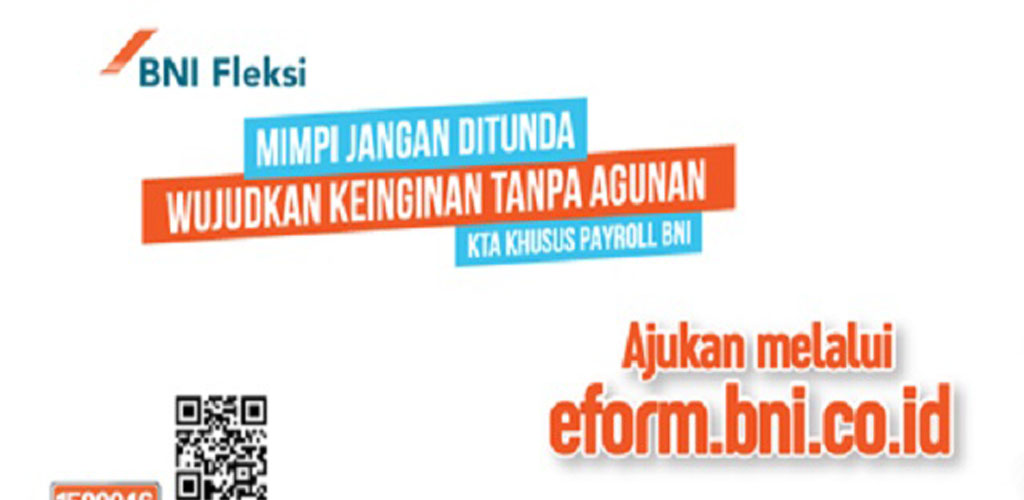 BNI Fleksi
MIMPI JANGAN DITUNDA
WUJUDKAN KEINGINAN TANPA AGUNAN
KTA KHUSUS PAYROLL BNI
Ajukan melalui
eform.bni.co.id